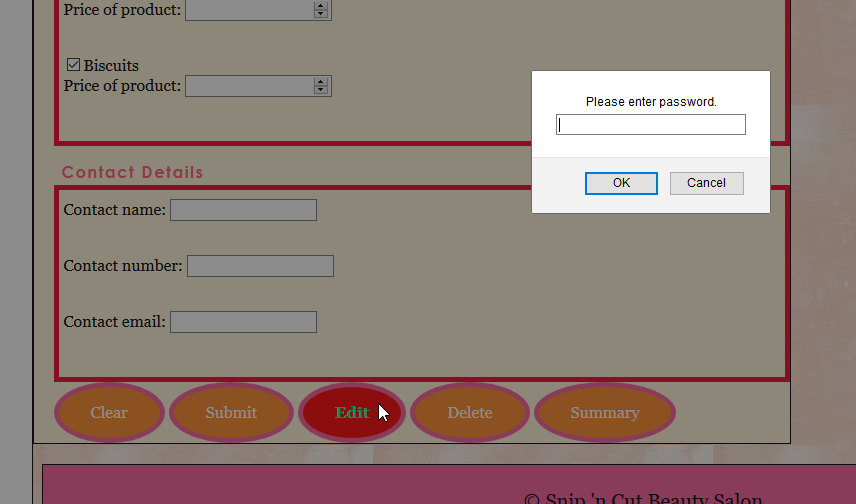 Price of product:
Biscuits
Price of product:
Please enter password.
OK Cancel
Contact Details
Contact name:
Contact number:
Contact email:
Clear Submit Edit Delete Summary
© Snip 'n Cut Beauty Salon